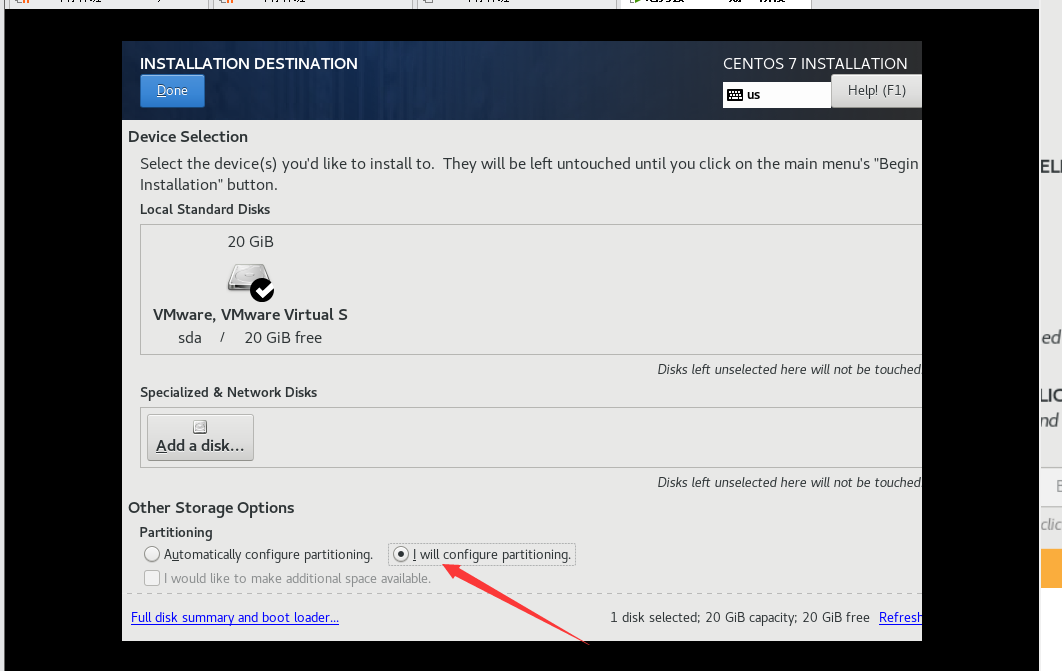 INSTALLATION DESTINATION
CENTOS 7 INSTALLATION
Done
us
Help! (F1)
Device Selection
Select the device(s) you'd like to install to. They will be left untouched until you click on the main menu's "Begin
Installation" button.
Local Standard Disks
20 GiB
VMware, VMware Virtual S
sda / 20 GiB free
Disks left unselected here will not be touched.
Specialized & Network Disks
Add a disk...
Disks left unselected here will not be touched.
Other Storage Options
Partitioning
Automatically configure partitioning.
I will configure partitioning.
I would like to make additional space available.
Full disk summary and boot loader...
1 disk selected; 20 GiB capacity; 20 GiB free
Refresh